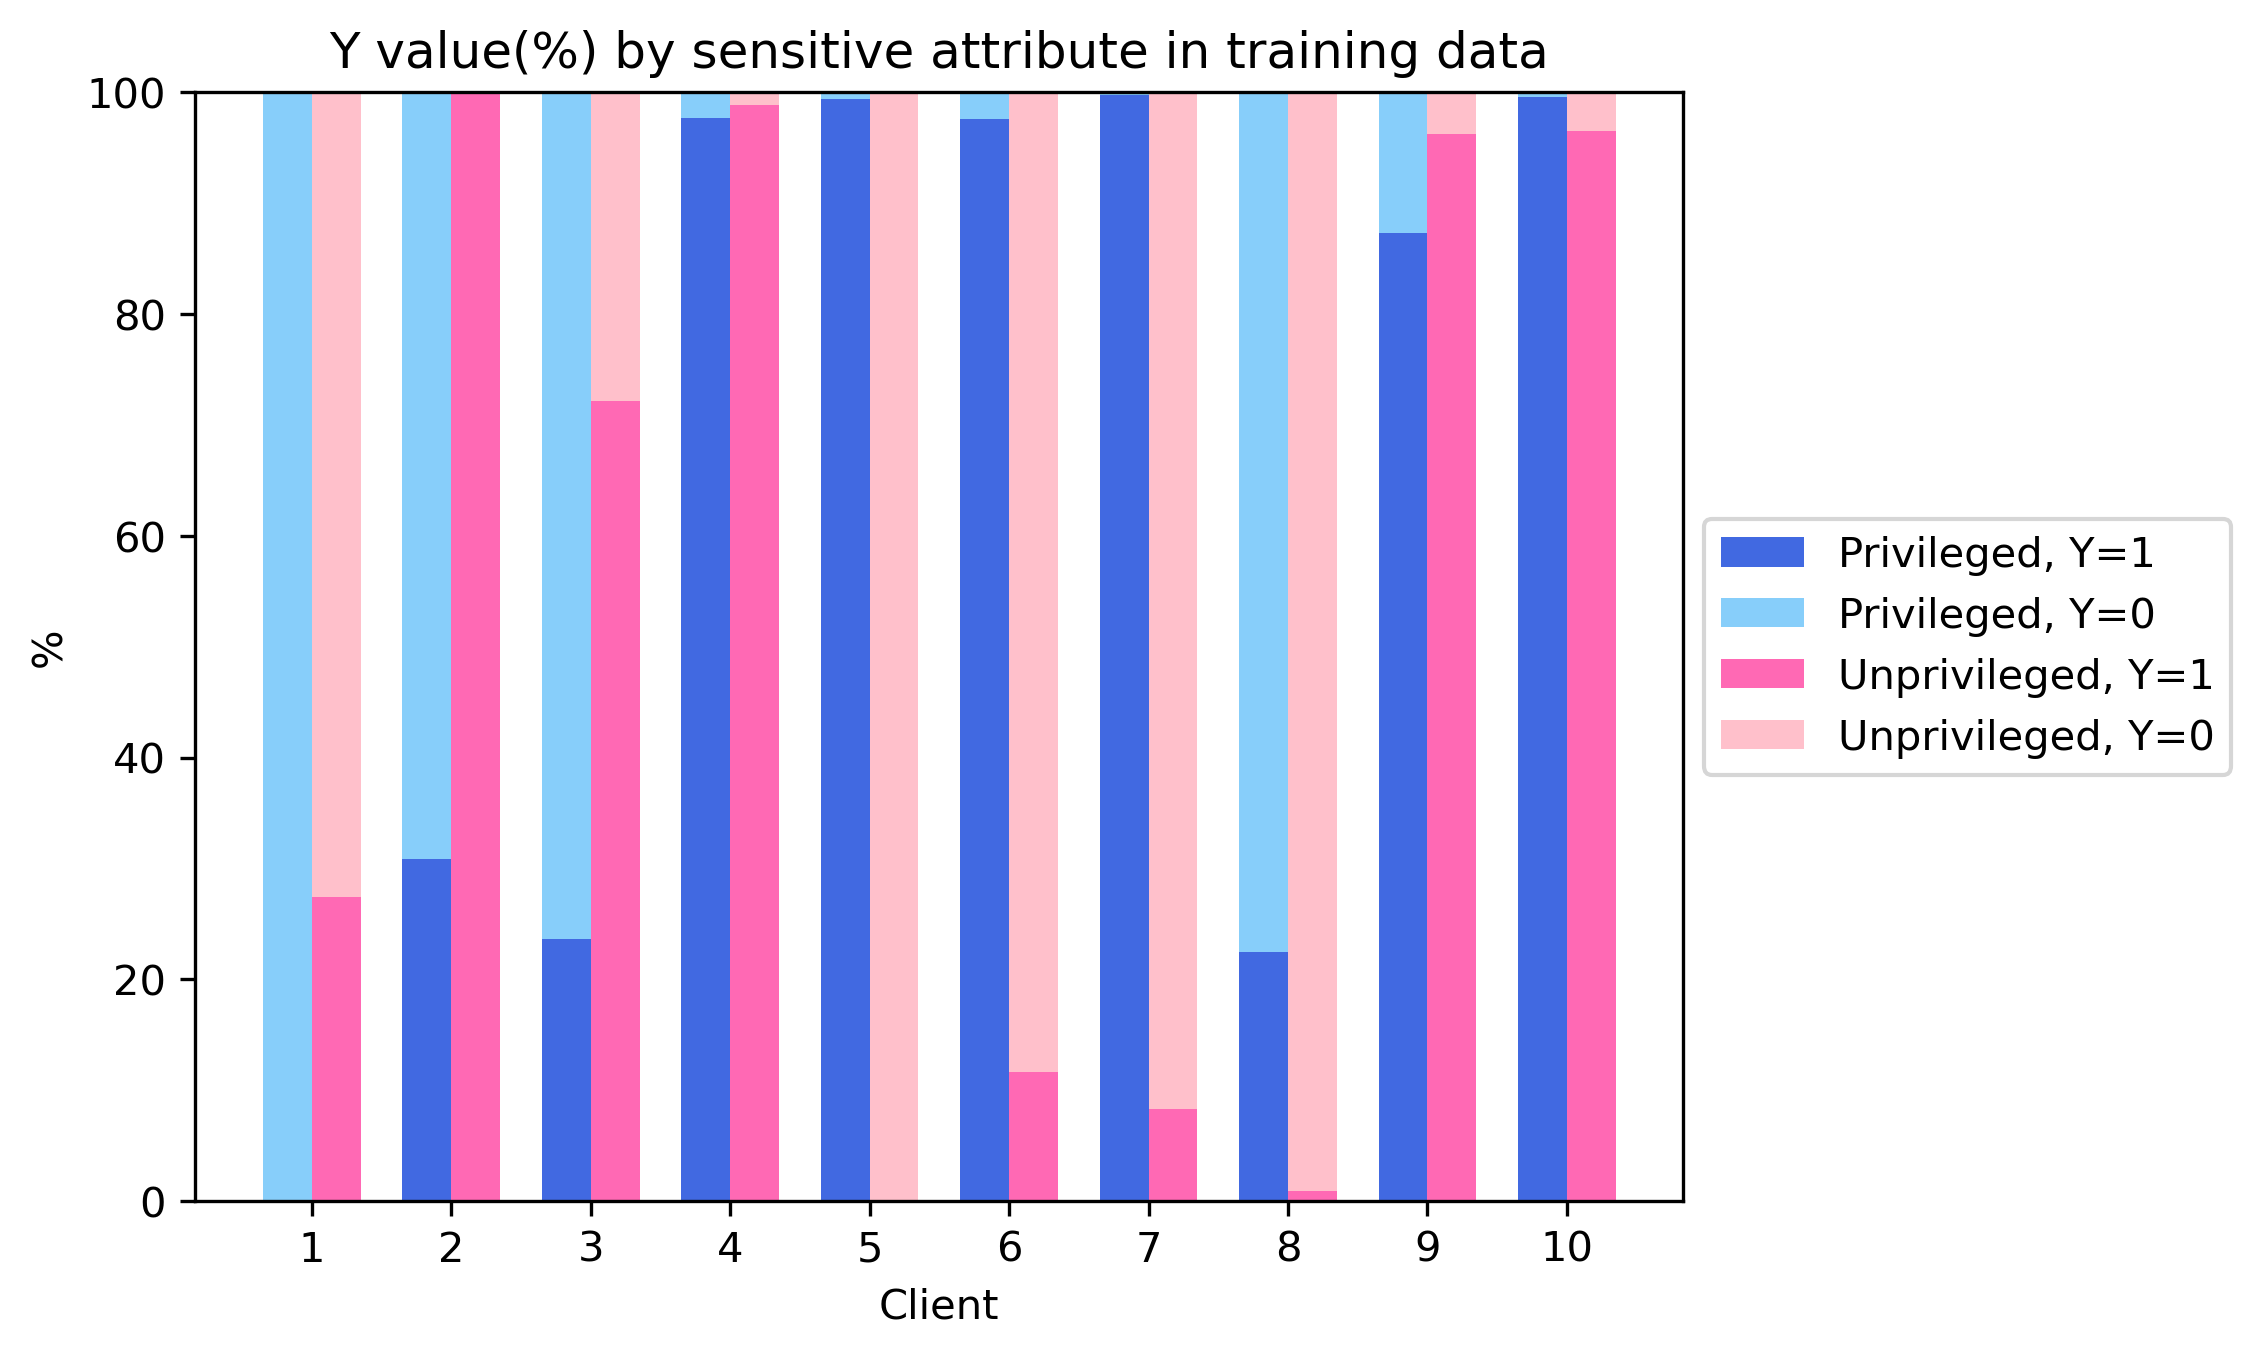 Y value(%) by sensitive attribute in training data
100
80
60
40
20
0
%
1 2 3 4 5 6 7 8 9 10
Client
Privileged, Y=1
Privileged, Y=0
Unprivileged, Y=1
Unprivileged, Y=0